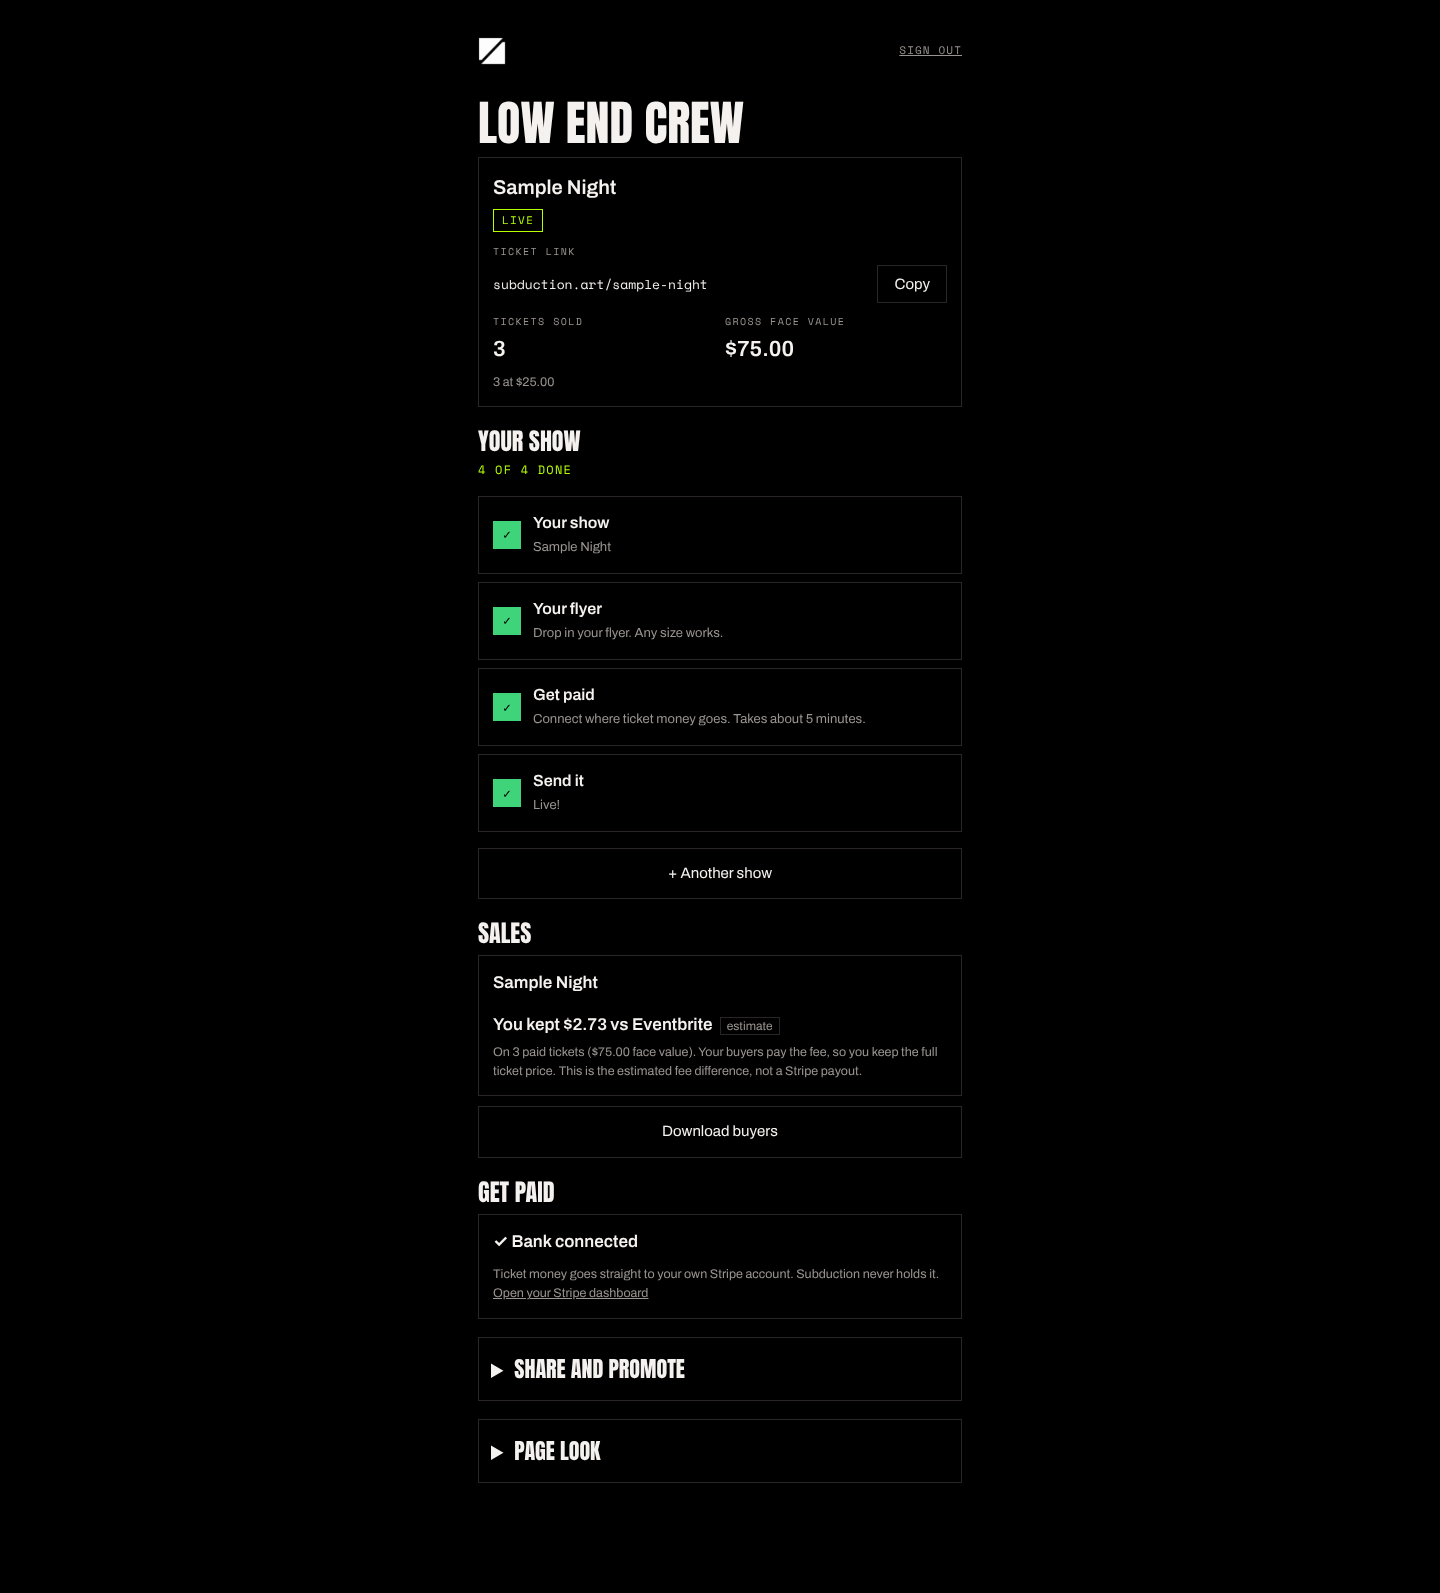 SIGN OUT
LOW END CREW
Sample Night
LIVE
TICKET LINK
subduction.art/sample-night
Copy
TICKETS SOLD
GROSS FACE VALUE
3
$75.00
3 at $25.00
YOUR SHOW
4 OF 4 DONE
✓
Your show
Sample Night
✓
Your flyer
Drop in your flyer. Any size works.
✓
Get paid
Connect where ticket money goes. Takes about 5 minutes.
✓
Send it
Live!
+ Another show
SALES
Sample Night
You kept $2.73 vs Eventbrite estimate
On 3 paid tickets ($75.00 face value). Your buyers pay the fee, so you keep the full
ticket price. This is the estimated fee difference, not a Stripe payout.
Download buyers
GET PAID
✓ Bank connected
Ticket money goes straight to your own Stripe account. Subduction never holds it.
Open your Stripe dashboard
▶ SHARE AND PROMOTE
▶ PAGE LOOK